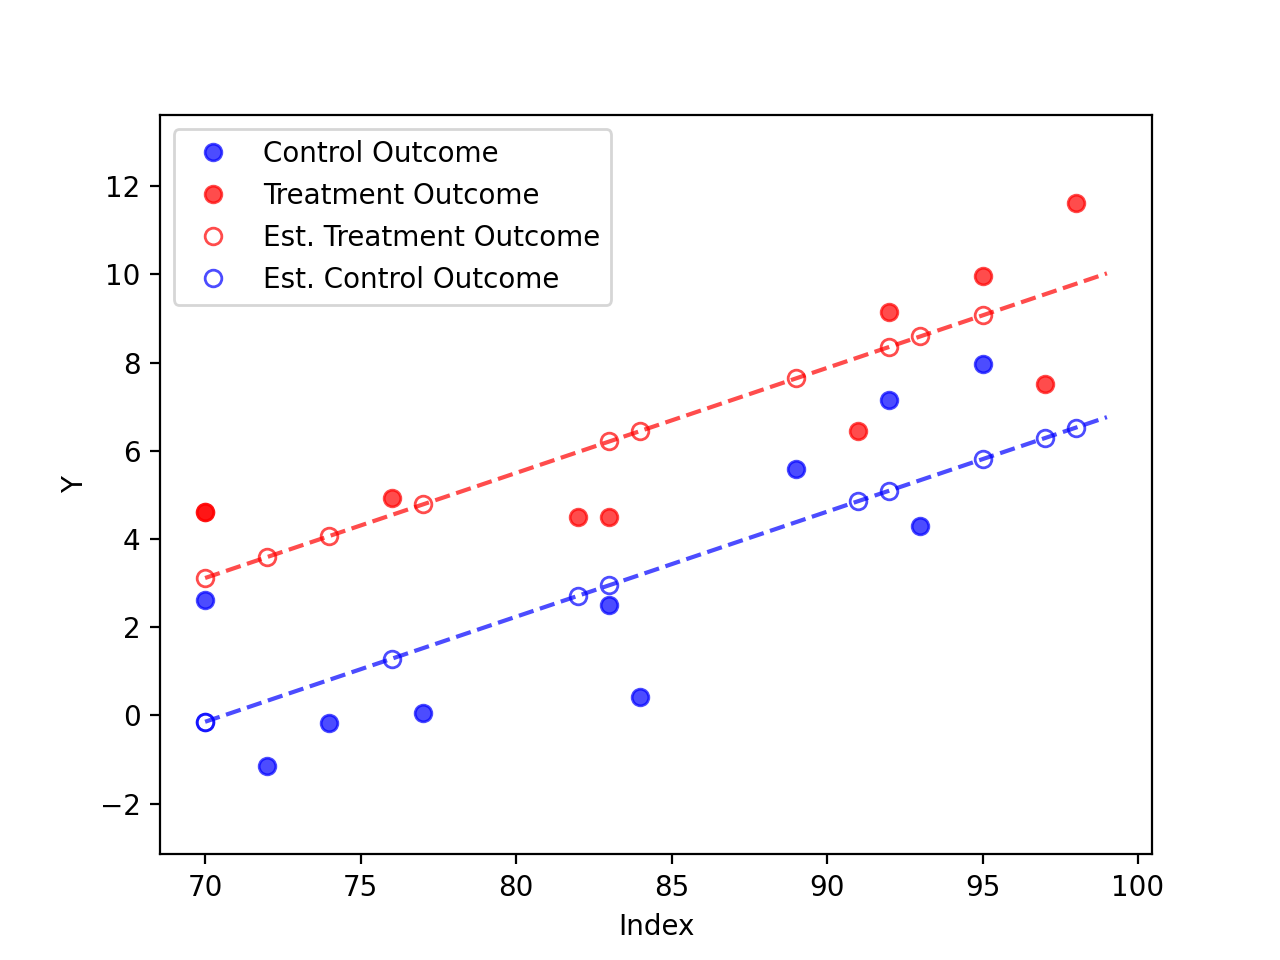 Control Outcome
Treatment Outcome
Est. Treatment Outcome
Est. Control Outcome
12
10
8
6
4
2
0
−2
Y
70 75 80 85 90 95 100
Index